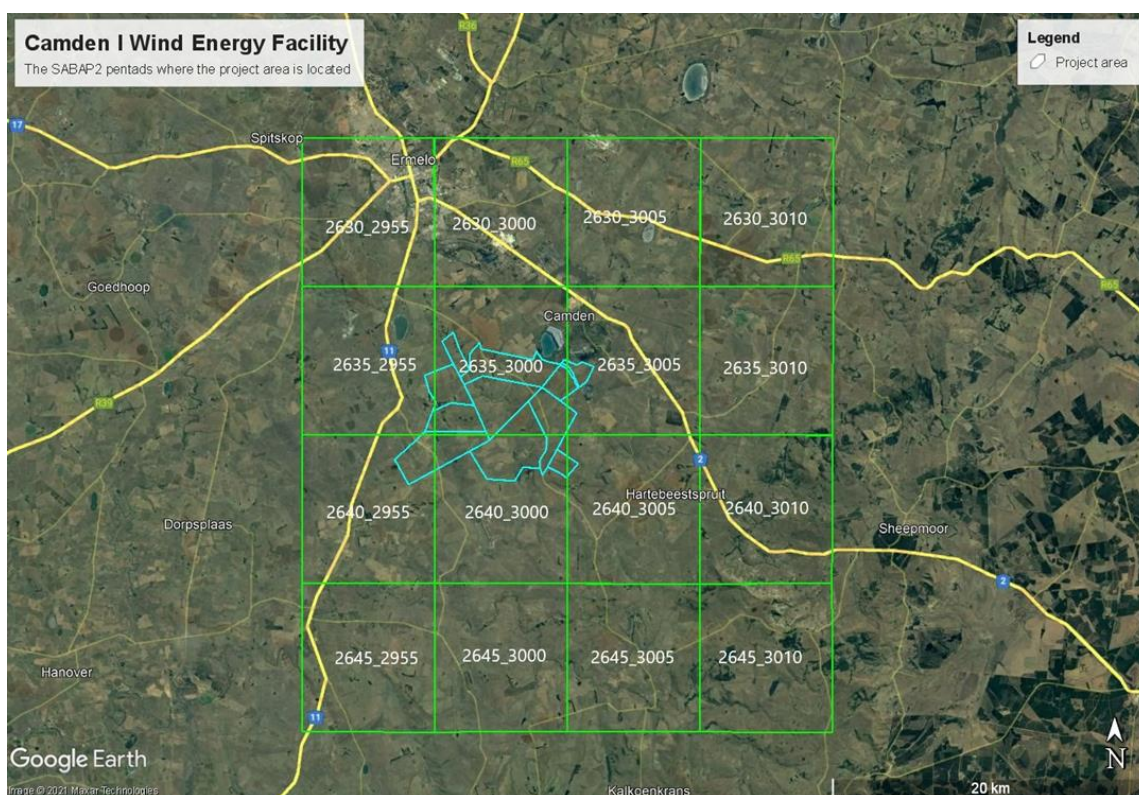 Camden I Wind Energy Facility
The SABAP2 pentads where the project area is located
Legend
Project area
R36
17
Spitskop
Ermelo
R65
2630_2955
2630_3000
2630_3005
2630_3010
R65
R65
Goedhoop
Camden
11
2635_2955
2635_3000
2635_3005
2635_3010
R39
2
Hartebeestspruit
2640_2955
2640_3000
2640_3005
2640_3010
Dorpsplaas
Sheepmoor
2
2645_2955
2645_3000
2645_3005
2645_3010
Hanover
11
Google Earth
N
Image © 2021 Maxar Technologies
Kalkoenkrans
20 km